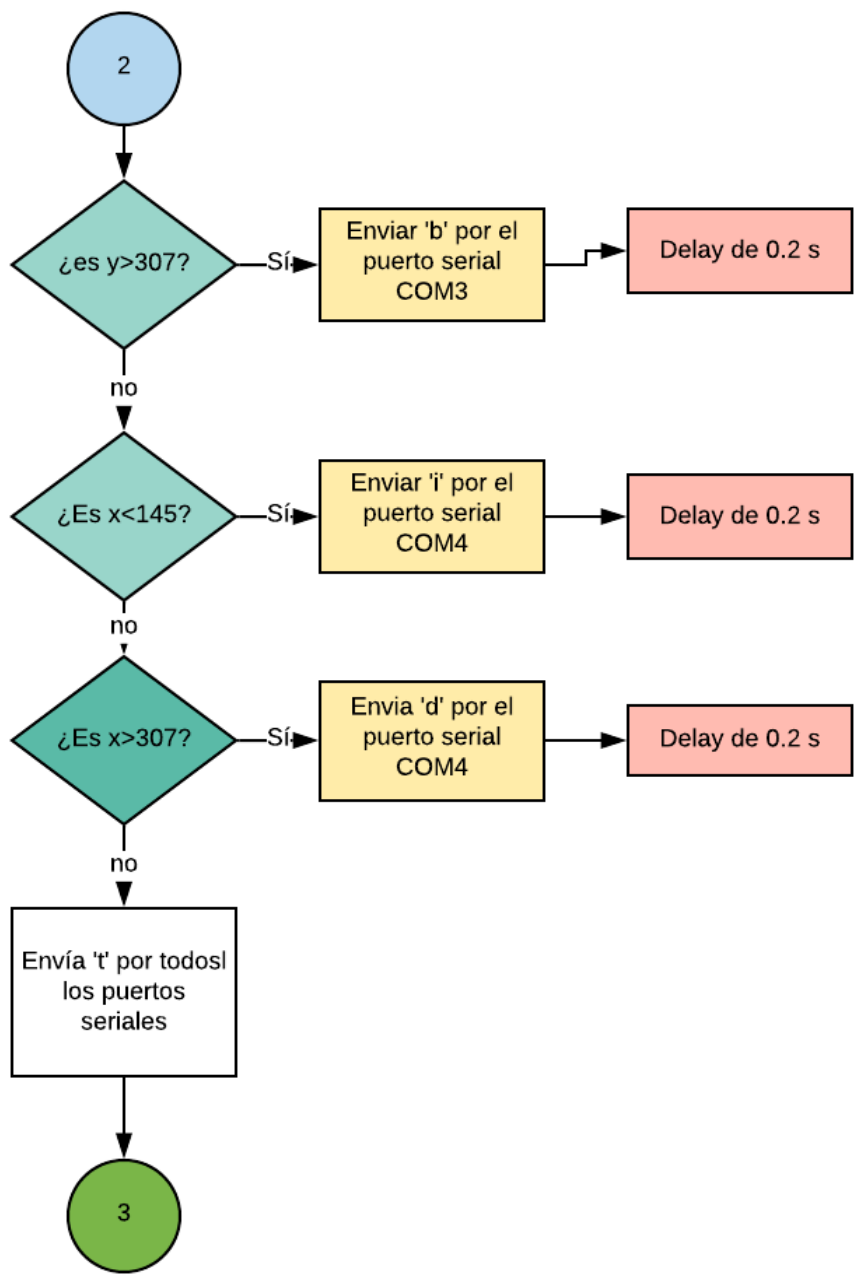 2
¿es y>307?
Sí
Enviar 'b' por el
puerto serial
COM3
Delay de 0.2 s
no
¿Es x<145?
Sí
Enviar 'i' por el
puerto serial
COM4
Delay de 0.2 s
no
¿Es x>307?
Sí
Envia 'd' por el
puerto serial
COM4
Delay de 0.2 s
no
Envía 't' por todosl
los puertos
seriales
3